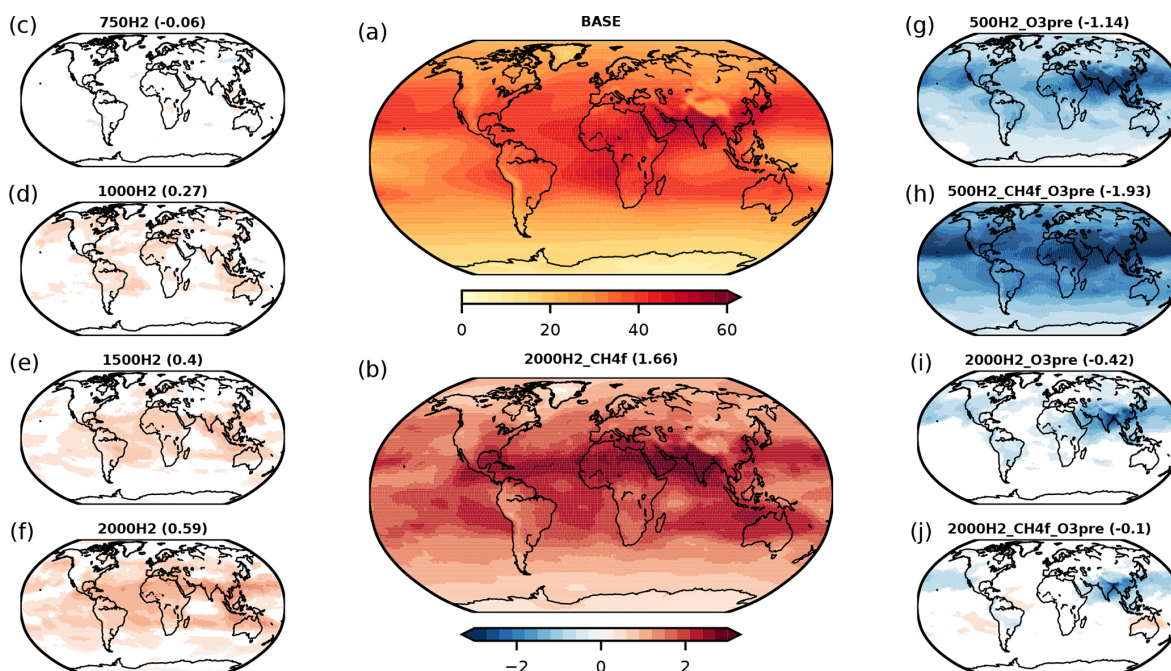 (c)
750H2 (-0.06)
(d)
1000H2 (0.27)
(e)
1500H2 (0.4)
(f)
2000H2 (0.59)
(a)
BASE
0 20 40 60
(b)
2000H2_CH4f (1.66)
−2 0 2
(g)
500H2_O3pre (-1.14)
(h)
500H2_CH4f_O3pre (-1.93)
(i)
2000H2_O3pre (-0.42)
(j)
2000H2_CH4f_O3pre (-0.1)